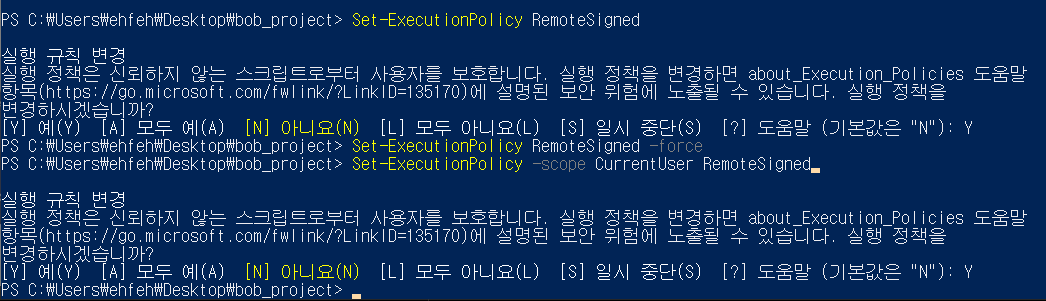 PS C:₩Users₩ehfeh₩Desktop₩bob_project> Set-ExecutionPolicy RemoteSigned
실행 규칙 변경
실행 정책은 신뢰하지 않는 스크립트로부터 사용자를 보호합니다. 실행 정책을 변경하면 about_Execution_Policies 도움말
항목(https://go.microsoft.com/fwlink/?LinkID=135170)에 설명된 보안 위험에 노출될 수 있습니다. 실행 정책을
변경하시겠습니까?
[Y] 예(Y)  [A] 모두 예(A)  [N] 아니요(N)  [L] 모두 아니요(L)  [S] 일시 중단(S)  [?] 도움말 (기본값은 "N"): Y
PS C:₩Users₩ehfeh₩Desktop₩bob_project> Set-ExecutionPolicy RemoteSigned -force
PS C:₩Users₩ehfeh₩Desktop₩bob_project> Set-ExecutionPolicy -scope CurrentUser RemoteSigned
실행 규칙 변경
실행 정책은 신뢰하지 않는 스크립트로부터 사용자를 보호합니다. 실행 정책을 변경하면 about_Execution_Policies 도움말
항목(https://go.microsoft.com/fwlink/?LinkID=135170)에 설명된 보안 위험에 노출될 수 있습니다. 실행 정책을
변경하시겠습니까?
[Y] 예(Y)  [A] 모두 예(A)  [N] 아니요(N)  [L] 모두 아니요(L)  [S] 일시 중단(S)  [?] 도움말 (기본값은 "N"): Y
PS C:₩Users₩ehfeh₩Desktop₩bob_project>